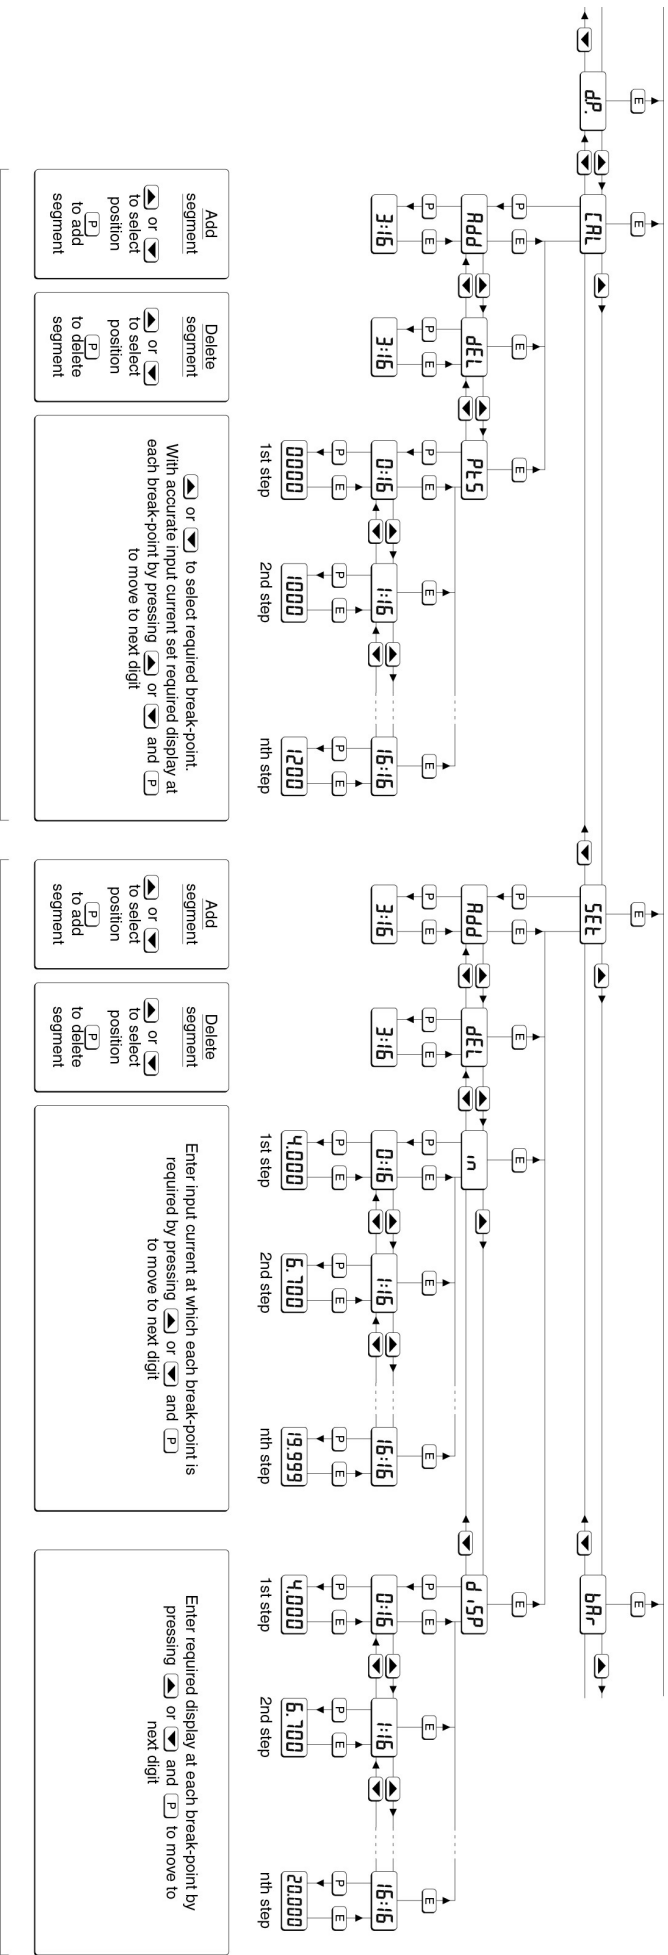 E E E E
d.P. CAL SEt bAr
P E E E P E E E E
Add dEL PtS Add dEL in diSP
P E P E P E E E P E P E P E E E P E E E
3:16 3:16 0:16 1:16 16:16 3:16 3:16 0:16 1:16 16:16 0:16 1:16 16:16
P E P E P E P E P E P E P E P E P E
0000 1000 1200 4.000 6.700 19.999 4.000 6.700 20.000
1st step 2nd step nth step 1st step 2nd step nth step 1st step 2nd step nth step
Add
segment
▲ or ▼
to select
position
P
to add
segment
Delete
segment
▲ or ▼
to select
position
P
to delete
segment
▲ or ▼ to select required break-point.
With accurate input current set required display at
each break-point by pressing ▲ or ▼ and P
to move to next digit
Add
segment
▲ or ▼
to select
position
P
to add
segment
Delete
segment
▲ or ▼
to select
position
P
to delete
segment
Enter input current at which each break-point is
required by pressing ▲ or ▼ and P
to move to next digit
Enter required display at each break-point by
pressing ▲ or ▼ and P to move to
next digit